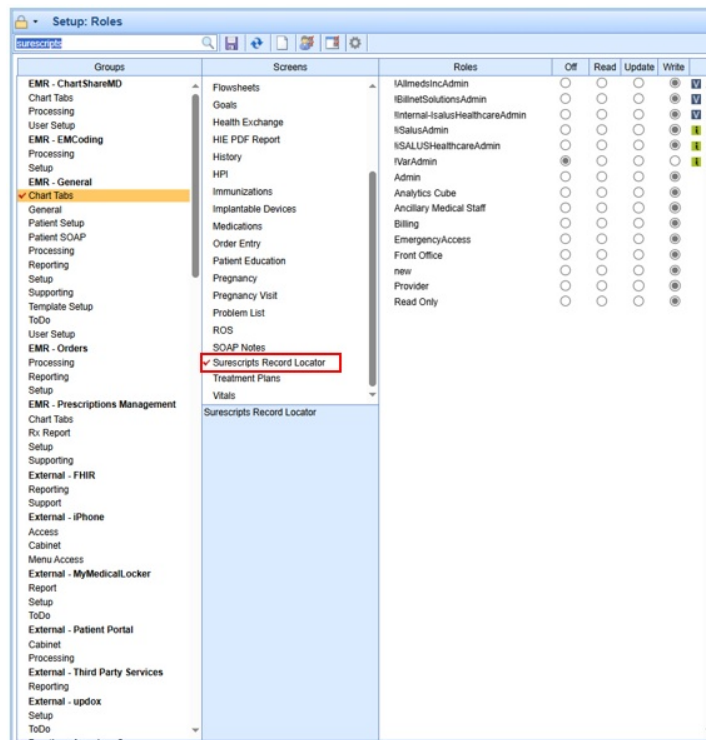 Setup: Roles
surescripts
Groups
EMR - ChartShareMD
Chart Tabs
Processing
User Setup
EMR - EMCoding
Processing
Setup
EMR - General
Chart Tabs
General
Patient Setup
Patient SOAP
Processing
Reporting
Setup
Supporting
Template Setup
ToDo
User Setup
EMR - Orders
Processing
Reporting
Setup
EMR - Prescriptions Management
Chart Tabs
Rx Report
Setup
Supporting
External - FHIR
Reporting
Support
External - iPhone
Access
Cabinet
Menu Access
External - MyMedicalLocker
Report
Setup
ToDo
External - Patient Portal
Cabinet
Processing
External - Third Party Services
Reporting
External - updox
Setup
ToDo
Screens
Flowsheets
Goals
Health Exchange
HIE PDF Report
History
HPI
Immunizations
Implantable Devices
Medications
Order Entry
Patient Education
Pregnancy
Pregnancy Visit
Problem List
ROS
SOAP Notes
Surescripts Record Locator
Treatment Plans
Vitals
Surescripts Record Locator
Roles Off Read Update Write
!AllmedsIncAdmin V
!BillnetSolutionsAdmin V
!Internal-IsalusHealthcareAdmin V
!iSalusAdmin i
!iSALUSHealthcareAdmin i
!VarAdmin i
Admin
Analytics Cube
Ancillary Medical Staff
Billing
EmergencyAccess
Front Office
new
Provider
Read Only